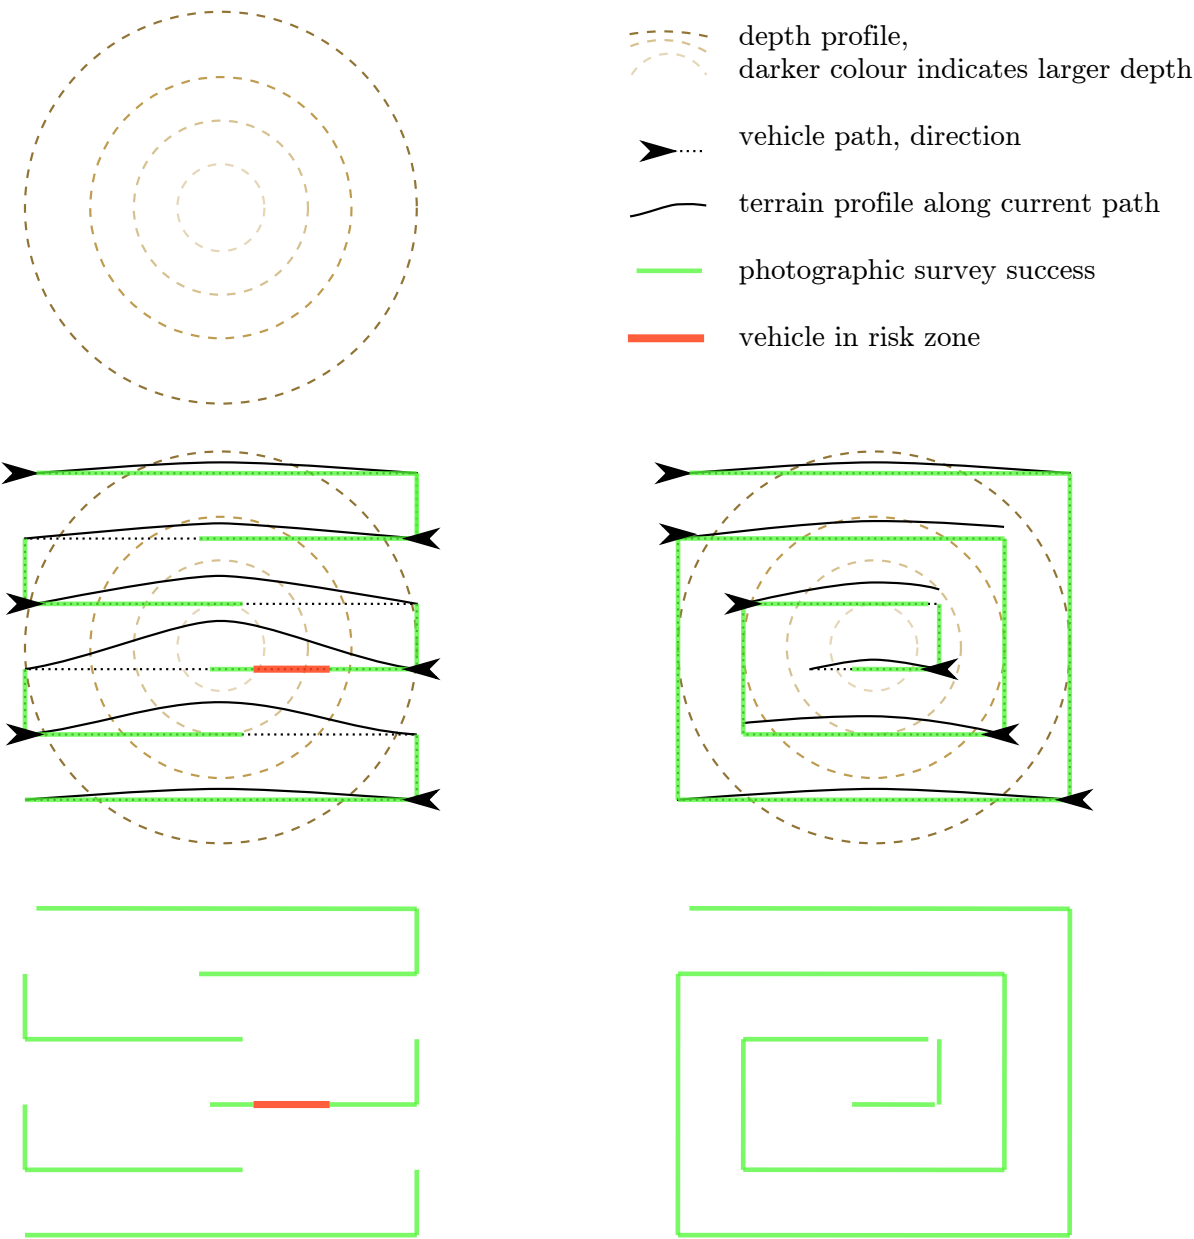 depth profile,
darker colour indicates larger depth
vehicle path, direction
terrain profile along current path
photographic survey success
vehicle in risk zone